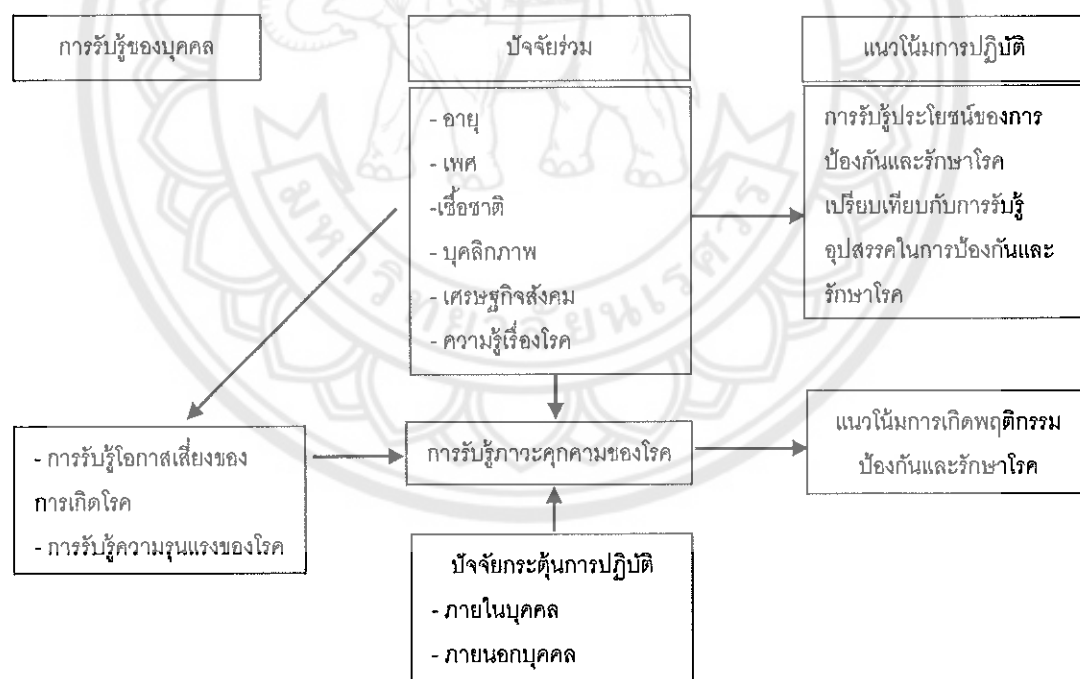 การรับรู้ของบุคคล
ปัจจัยร่วม
แนวโน้มการปฏิบัติ
- อายุ
- เพศ
-เชื้อชาติ
- บุคลิกภาพ
- เศรษฐกิจสังคม
- ความรู้เรื่องโรค
การรับรู้ประโยชน์ของการ
ป้องกันและรักษาโรค
เปรียบเทียบกับการรับรู้
อุปสรรคในการป้องกันและ
รักษาโรค
- การรับรู้โอกาสเสี่ยงของ
การเกิดโรค
- การรับรู้ความรุนแรงของโรค
การรับรู้ภาวะคุกคามของโรค
แนวโน้มการเกิดพฤติกรรม
ป้องกันและรักษาโรค
ปัจจัยกระตุ้นการปฏิบัติ
- ภายในบุคคล
- ภายนอกบุคคล
มหาวิทยาลัยนเรศวร